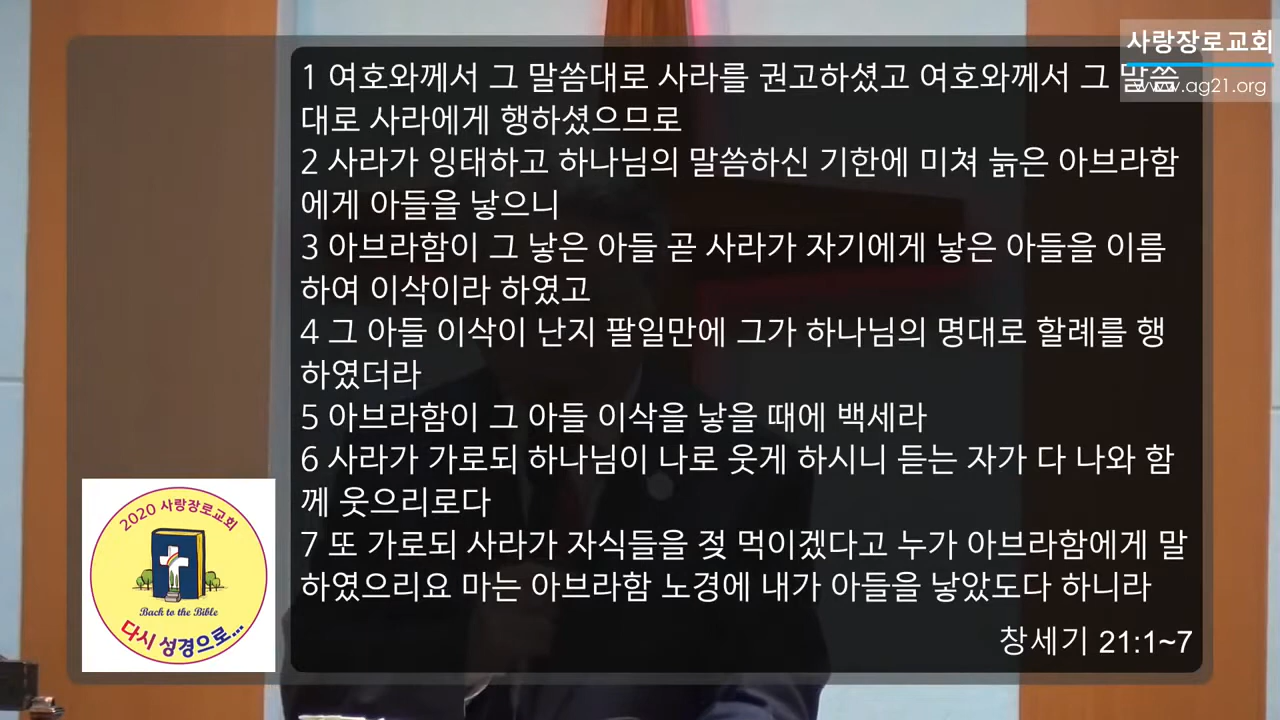 사랑장로교회
www.ag21.org
1 여호와께서 그 말씀대로 사라를 권고하셨고 여호와께서 그 말씀
대로 사라에게 행하셨으므로
2 사라가 잉태하고 하나님의 말씀하신 기한에 미쳐 늙은 아브라함
에게 아들을 낳으니
3 아브라함이 그 낳은 아들 곧 사라가 자기에게 낳은 아들을 이름
하여 이삭이라 하였고
4 그 아들 이삭이 난지 팔일만에 그가 하나님의 명대로 할례를 행
하였더라
5 아브라함이 그 아들 이삭을 낳을 때에 백세라
6 사라가 가로되 하나님이 나로 웃게 하시니 듣는 자가 다 나와 함
께 웃으리로다
7 또 가로되 사라가 자식들을 젖 먹이겠다고 누가 아브라함에게 말
하였으리요 마는 아브라함 노경에 내가 아들을 낳았도다 하니라
창세기 21:1~7
2020 사랑장로교회
Back to the Bible
다시 성경으로...